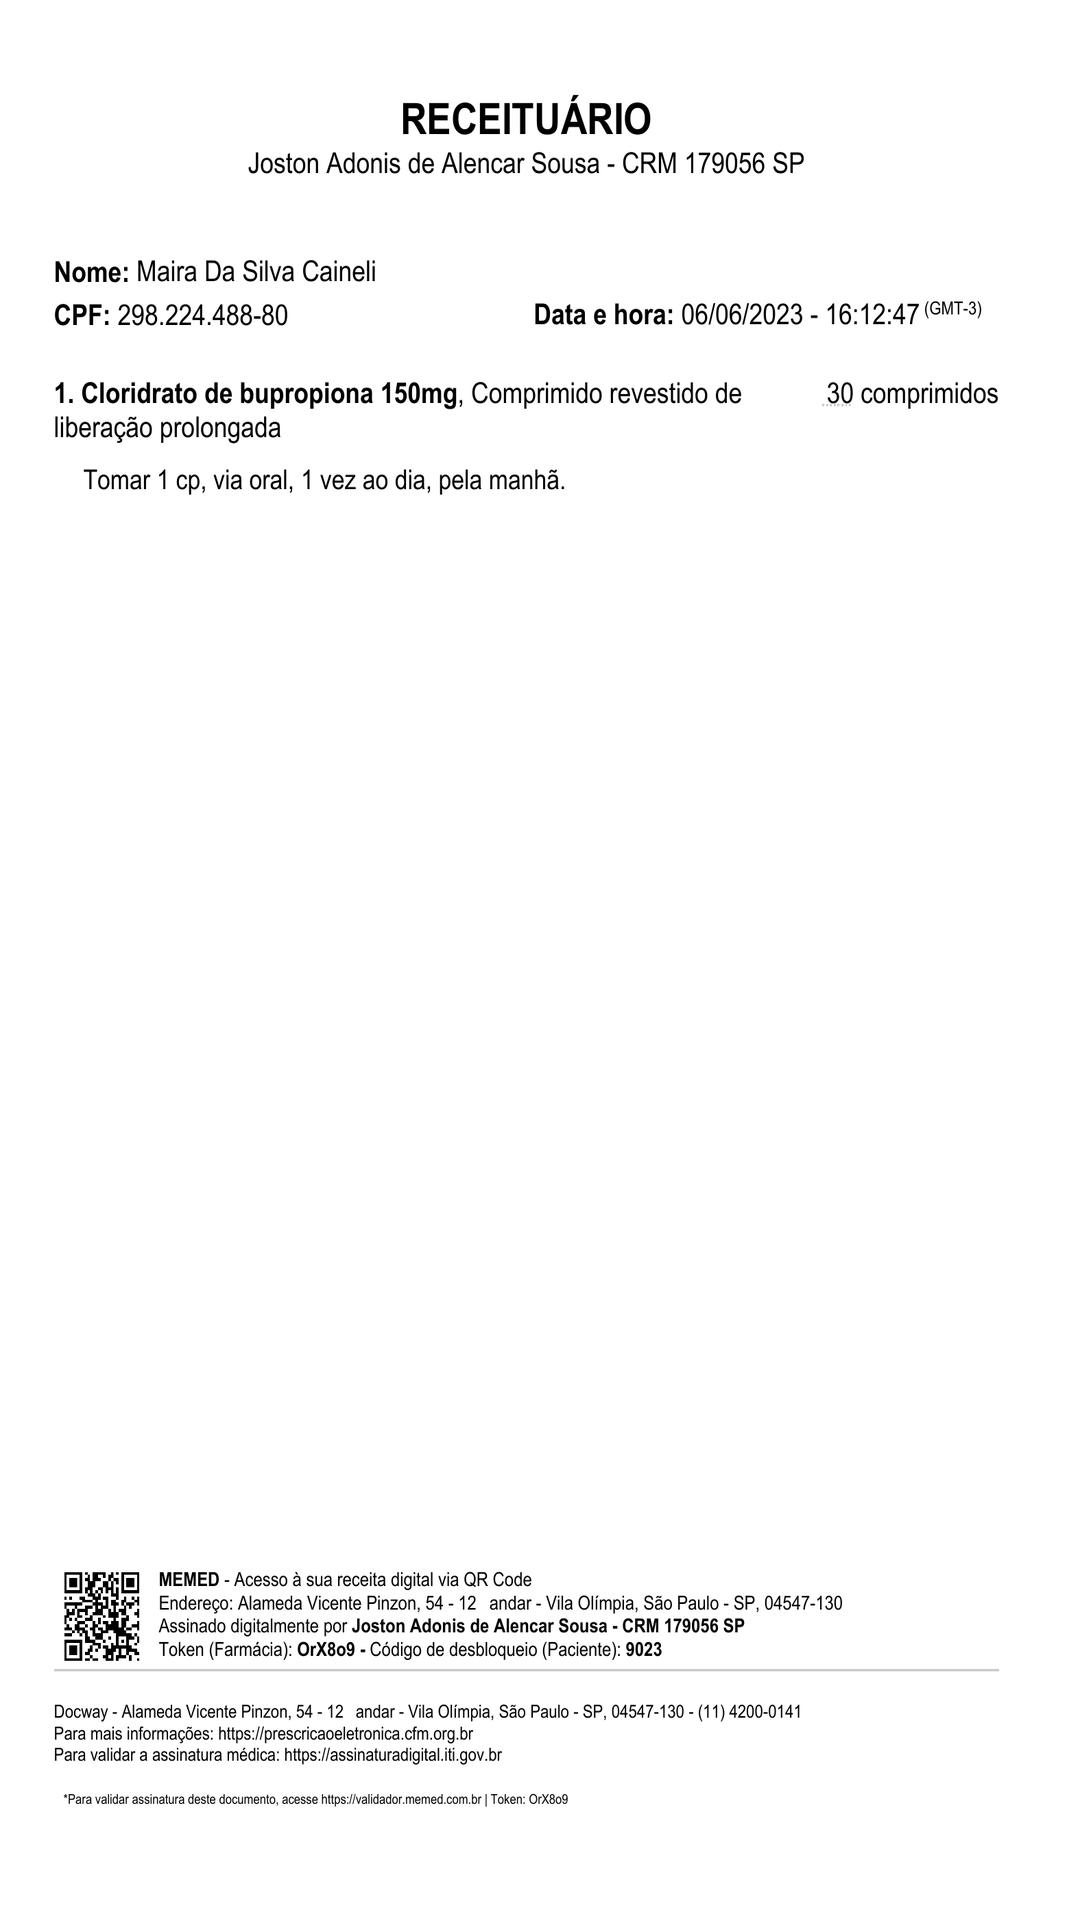 RECEITUÁRIO
Joston Adonis de Alencar Sousa - CRM 179056 SP
Nome: Maira Da Silva Caineli
CPF: 298.224.488-80 Data e hora: 06/06/2023 - 16:12:47 (GMT-3)
1. Cloridrato de bupropiona 150mg, Comprimido revestido de 30 comprimidos
liberação prolongada
Tomar 1 cp, via oral, 1 vez ao dia, pela manhã.
MEMED - Acesso à sua receita digital via QR Code
Endereço: Alameda Vicente Pinzon, 54 - 12 andar - Vila Olímpia, São Paulo - SP, 04547-130
Assinado digitalmente por Joston Adonis de Alencar Sousa - CRM 179056 SP
Token (Farmácia): OrX8o9 - Código de desbloqueio (Paciente): 9023
Docway - Alameda Vicente Pinzon, 54 - 12 andar - Vila Olímpia, São Paulo - SP, 04547-130 - (11) 4200-0141
Para mais informações: https://prescricaoeletronica.cfm.org.br
Para validar a assinatura médica: https://assinaturadigital.iti.gov.br
*Para validar assinatura deste documento, acesse https://validador.memed.com.br | Token: OrX8o9